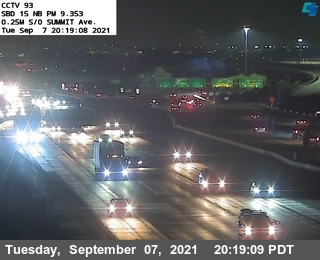 CCTV 93
SBD 15 NB PM 9.353
0.25M S/O SUMMIT Ave.
Tue Sep 7 20:19:08 2021
Tuesday, September 07, 2021 20:19:09 PDT